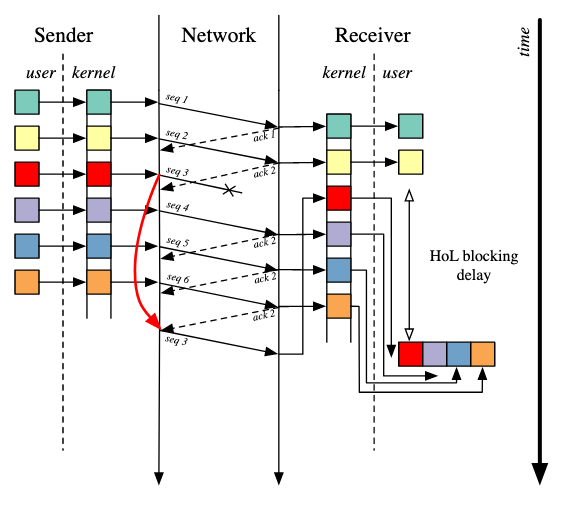 Sender
Network
Receiver
time
user
kernel
kernel
user
seq 1
ack 1
seq 2
ack 2
seq 3
seq 4
ack 2
seq 5
ack 2
seq 6
ack 2
seq 3
HoL blocking
delay